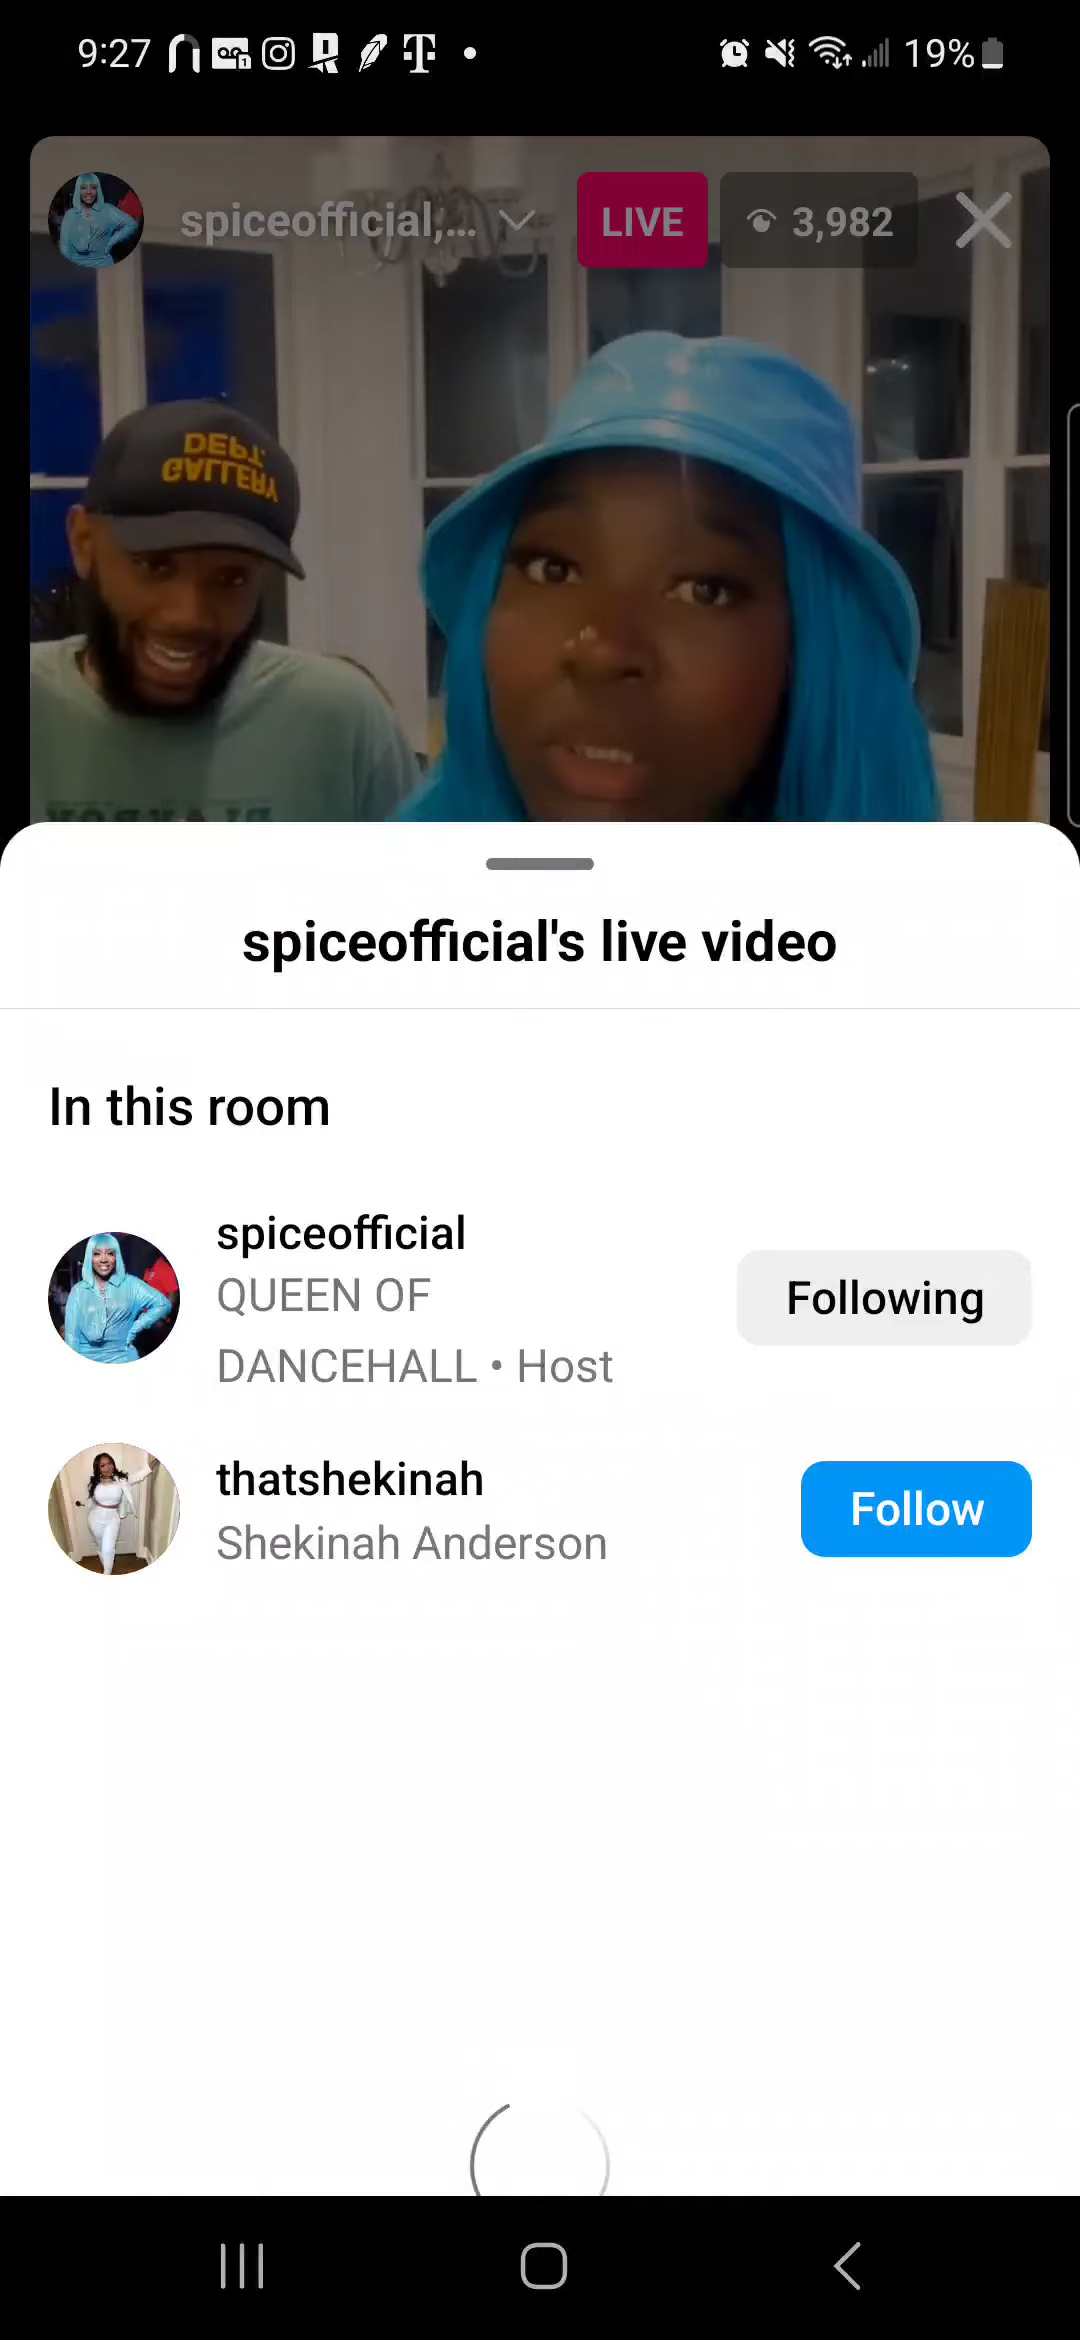 9:27
19%
spiceofficial,...
LIVE
3,982
DEPT.
GALLERY
spiceofficial's live video
In this room
spiceofficial
QUEEN OF
DANCEHALL • Host
Following
thatshekinah
Shekinah Anderson
Follow